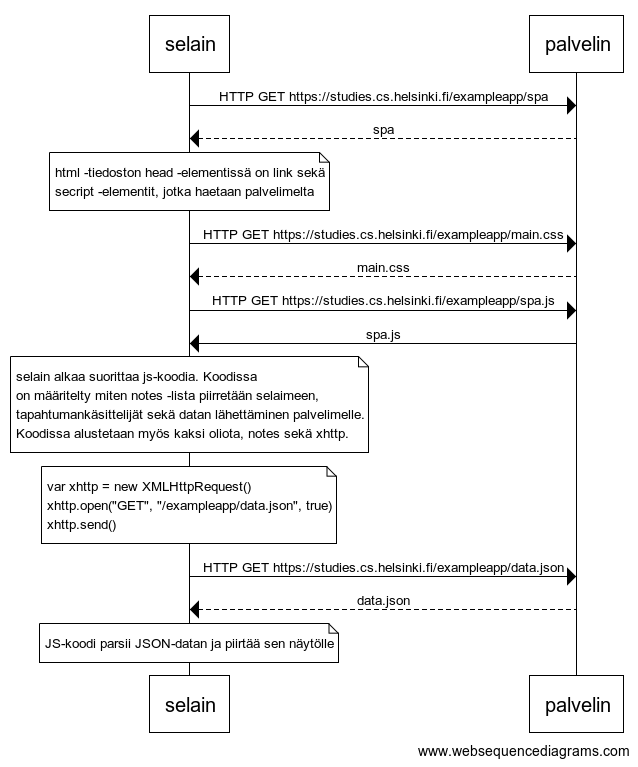 selain
palvelin
HTTP GET https://studies.cs.helsinki.fi/exampleapp/spa
spa
html -tiedoston head -elementissä on link sekä
secript -elementit, jotka haetaan palvelimelta
HTTP GET https://studies.cs.helsinki.fi/exampleapp/main.css
main.css
HTTP GET https://studies.cs.helsinki.fi/exampleapp/spa.js
spa.js
selain alkaa suorittaa js-koodia. Koodissa
on määritelty miten notes -lista piirretään selaimeen,
tapahtumankäsittelijät sekä datan lähettäminen palvelimelle.
Koodissa alustetaan myös kaksi oliota, notes sekä xhttp.
var xhttp = new XMLHttpRequest()
xhttp.open("GET", "/exampleapp/data.json", true)
xhttp.send()
HTTP GET https://studies.cs.helsinki.fi/exampleapp/data.json
data.json
JS-koodi parsii JSON-datan ja piirtää sen näytölle
selain
palvelin
www.websequencediagrams.com